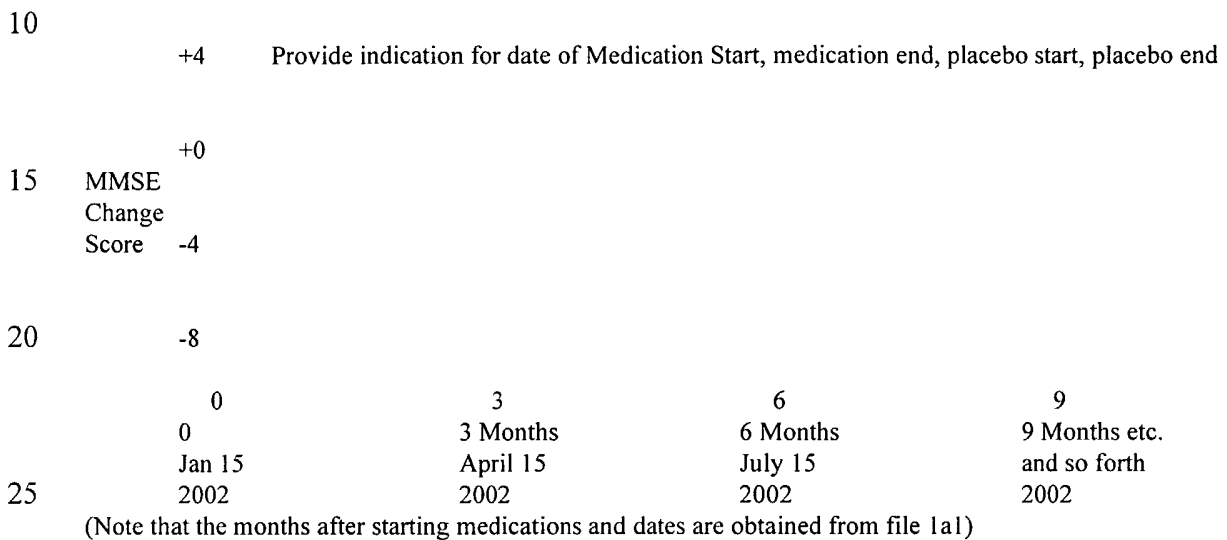 10
+4 Provide indication for date of Medication Start, medication end, placebo start, placebo end
+0
15 MMSE
Change
Score -4
20 -8
0 3 6 9
0 3 Months 6 Months 9 Months etc.
Jan 15 April 15 July 15 and so forth
25 2002 2002 2002 2002
(Note that the months after starting medications and dates are obtained from file 1a1)